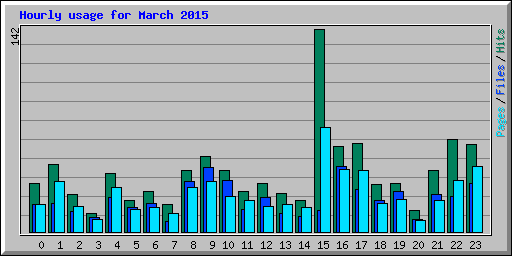 Hourly usage for March 2015
142
Pages/Files/Hits
0 1 2 3 4 5 6 7 8 9 10 11 12 13 14 15 16 17 18 19 20 21 22 23